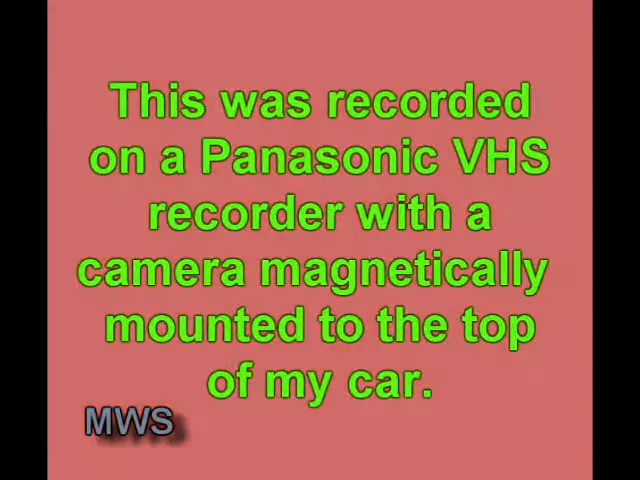 This was recorded
on a Panasonic VHS
recorder with a
camera magnetically
mounted to the top
of my car.
MWS